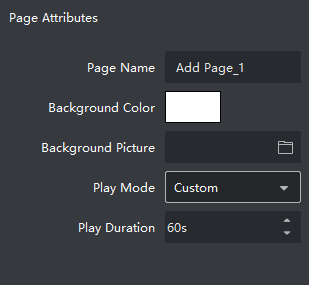 Page Attributes
Page Name Add Page_1
Background Color
Background Picture
Play Mode Custom
Play Duration 60s